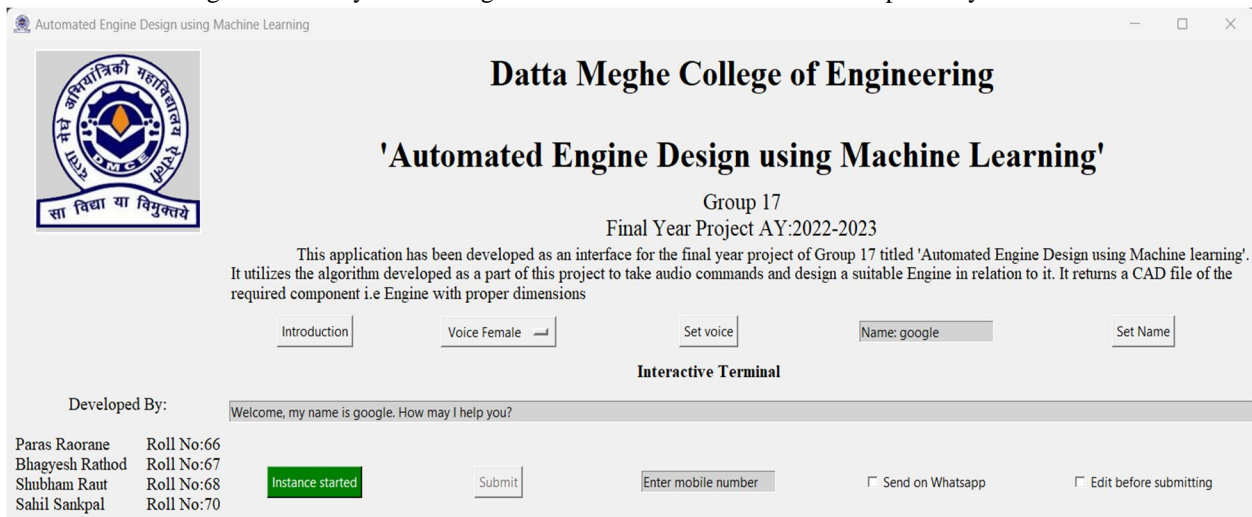 Automated Engine Design using Machine Learning
दत्ता मेघे अभियांत्रिकी महाविद्यालय ऐरोली
DMCE
सा विद्या या विमुक्तये
Datta Meghe College of Engineering
'Automated Engine Design using Machine Learning'
Group 17
Final Year Project AY:2022-2023
This application has been developed as an interface for the final year project of Group 17 titled 'Automated Engine Design using Machine learning'.
It utilizes the algorithm developed as a part of this project to take audio commands and design a suitable Engine in relation to it. It returns a CAD file of the
required component i.e Engine with proper dimensions
Introduction
Voice Female
Set voice
Name: google
Set Name
Interactive Terminal
Developed By:
Welcome, my name is google. How may I help you?
Paras Raorane Roll No:66
Bhagyesh Rathod Roll No:67
Shubham Raut Roll No:68
Sahil Sankpal Roll No:70
Instance started
Submit
Enter mobile number
Send on Whatsapp
Edit before submitting